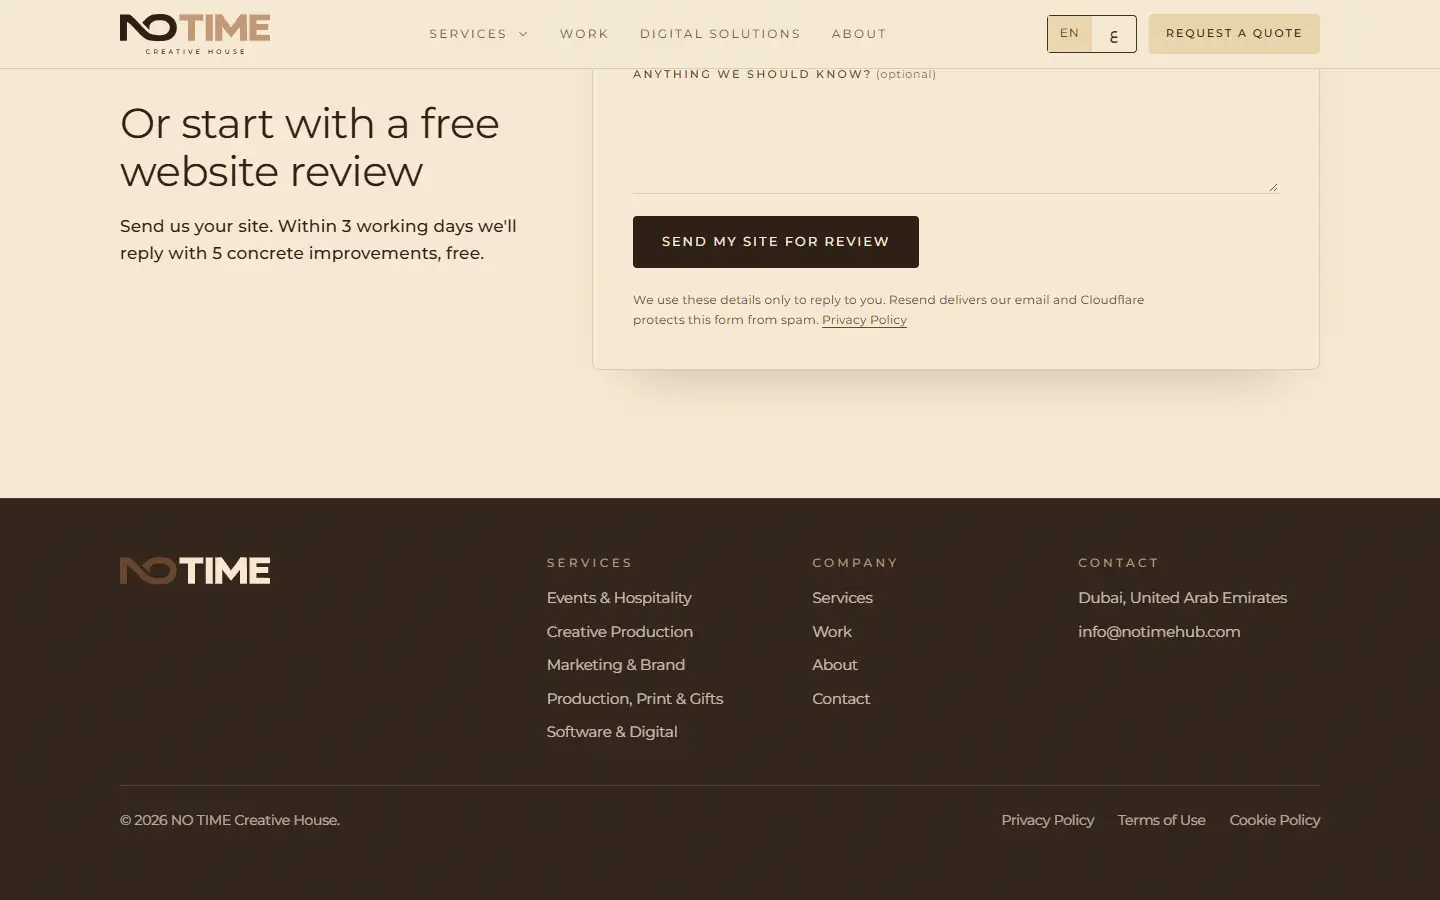 NOTIME
CREATIVE HOUSE
SERVICES
WORK
DIGITAL SOLUTIONS
ABOUT
EN
ع
REQUEST A QUOTE
Or start with a free
website review
Send us your site. Within 3 working days we'll
reply with 5 concrete improvements, free.
ANYTHING WE SHOULD KNOW? (optional)
SEND MY SITE FOR REVIEW
We use these details only to reply to you. Resend delivers our email and Cloudflare
protects this form from spam. Privacy Policy
NOTIME
SERVICES
Events & Hospitality
Creative Production
Marketing & Brand
Production, Print & Gifts
Software & Digital
COMPANY
Services
Work
About
Contact
CONTACT
Dubai, United Arab Emirates
info@notimehub.com
© 2026 NO TIME Creative House.
Privacy Policy
Terms of Use
Cookie Policy